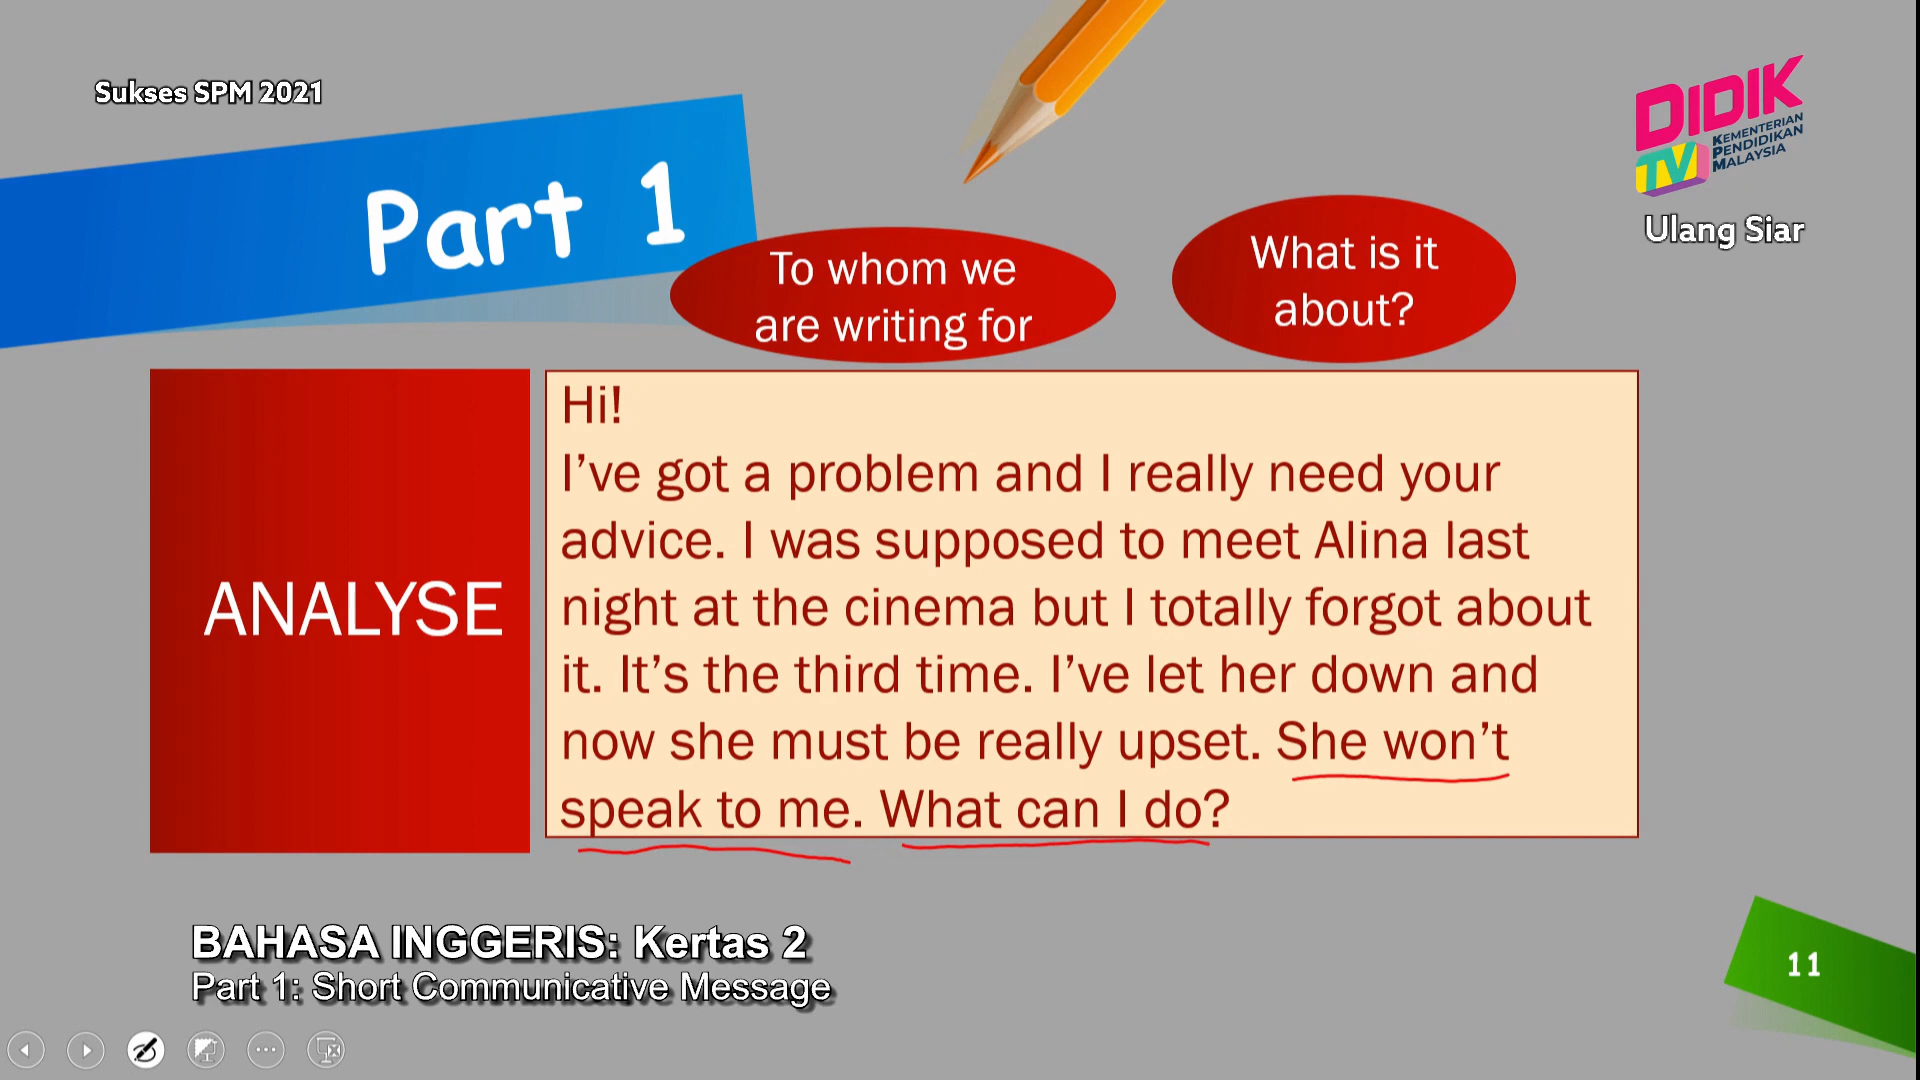 Sukses SPM 2021
DIDIK
TV
KEMENTERIAN
PENDIDIKAN
MALAYSIA
Ulang Siar
Part 1
To whom we
are writing for
What is it
about?
ANALYSE
Hi!
I’ve got a problem and I really need your
advice. I was supposed to meet Alina last
night at the cinema but I totally forgot about
it. It’s the third time. I’ve let her down and
now she must be really upset. She won’t
speak to me. What can I do?
BAHASA INGGERIS: Kertas 2
Part 1: Short Communicative Message
11